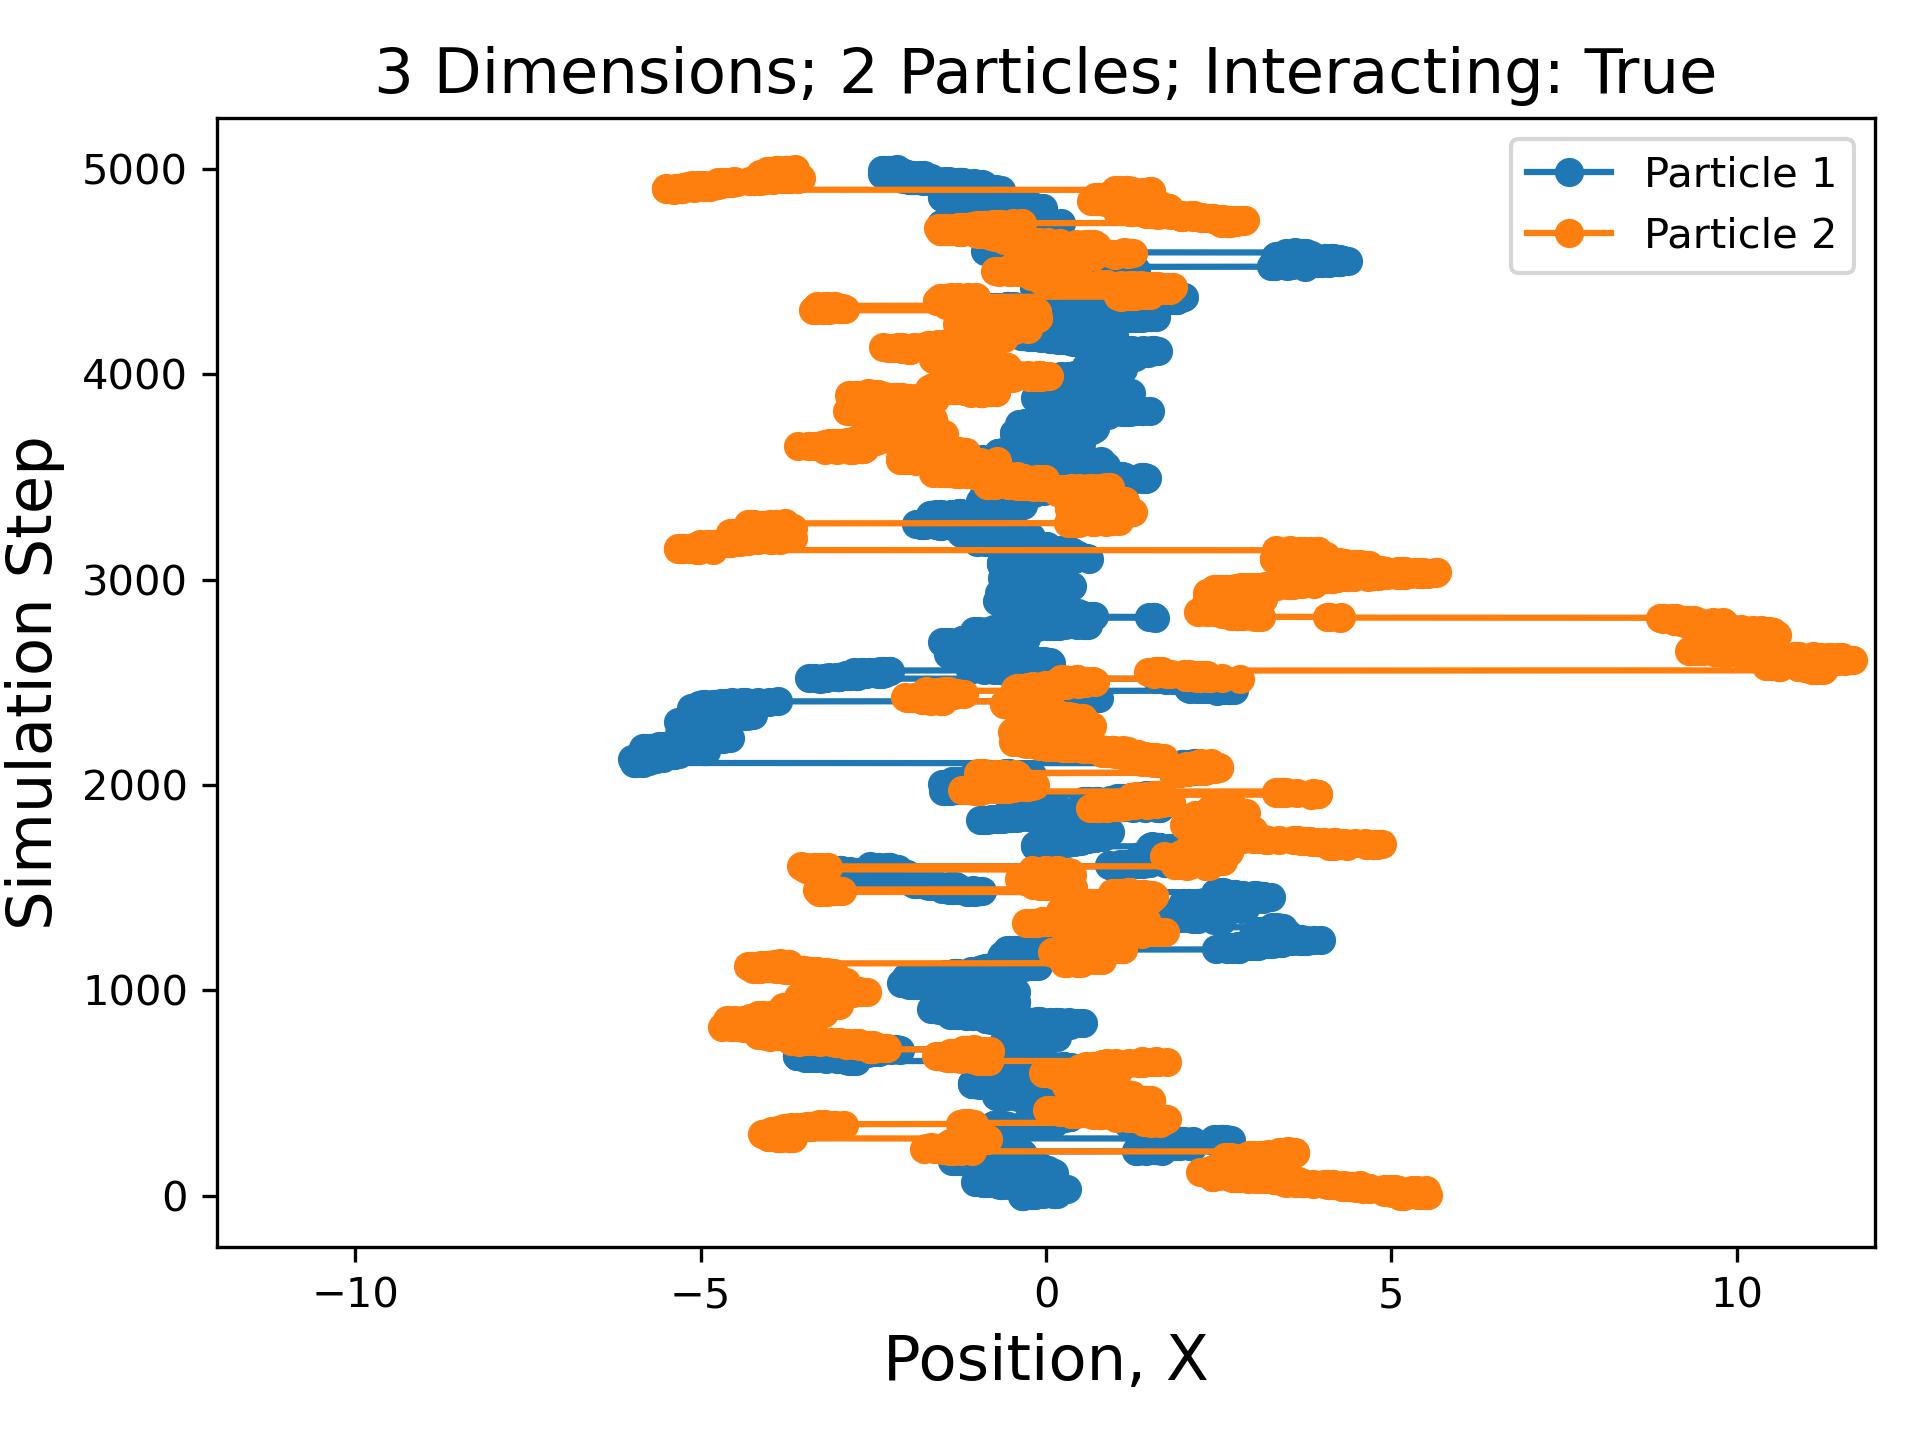 3 Dimensions; 2 Particles; Interacting: True
Particle 1
Particle 2
Simulation Step
5000
4000
3000
2000
1000
0
−10
−5
0
5
10
Position, X